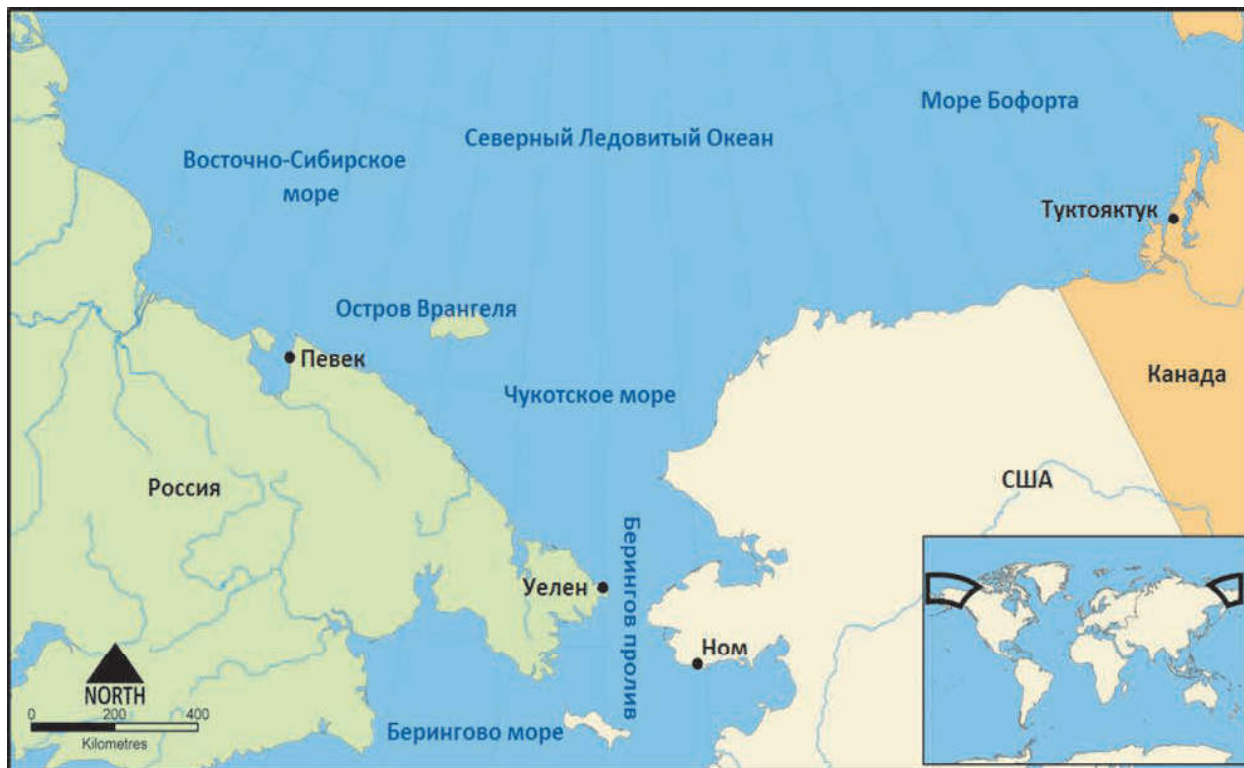 Море Бофорта
Северный Ледовитый Океан
Восточно-Сибирское
море
Туктояктук
Остров Врангеля
Певек
Чукотское море
Канада
Россия
США
Берингов пролив
Уелен
Ном
NORTH
0 200 400
Kilometres
Берингово море